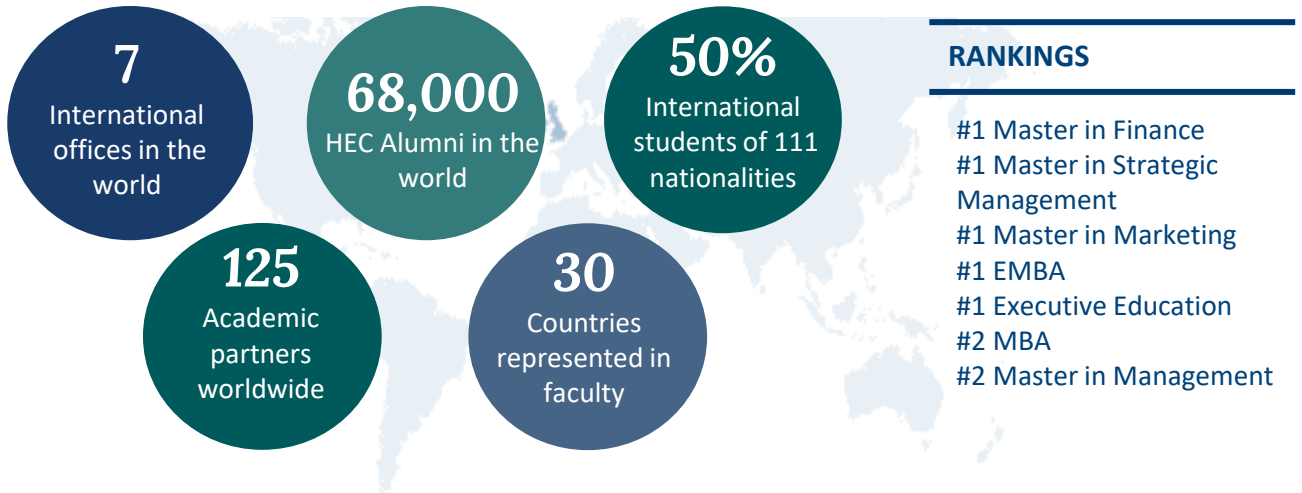 7
International
offices in the
world
68,000
HEC Alumni in the
world
50%
International
students of 111
nationalities
125
Academic
partners
worldwide
30
Countries
represented in
faculty
RANKINGS
#1 Master in Finance
#1 Master in Strategic
Management
#1 Master in Marketing
#1 EMBA
#1 Executive Education
#2 MBA
#2 Master in Management